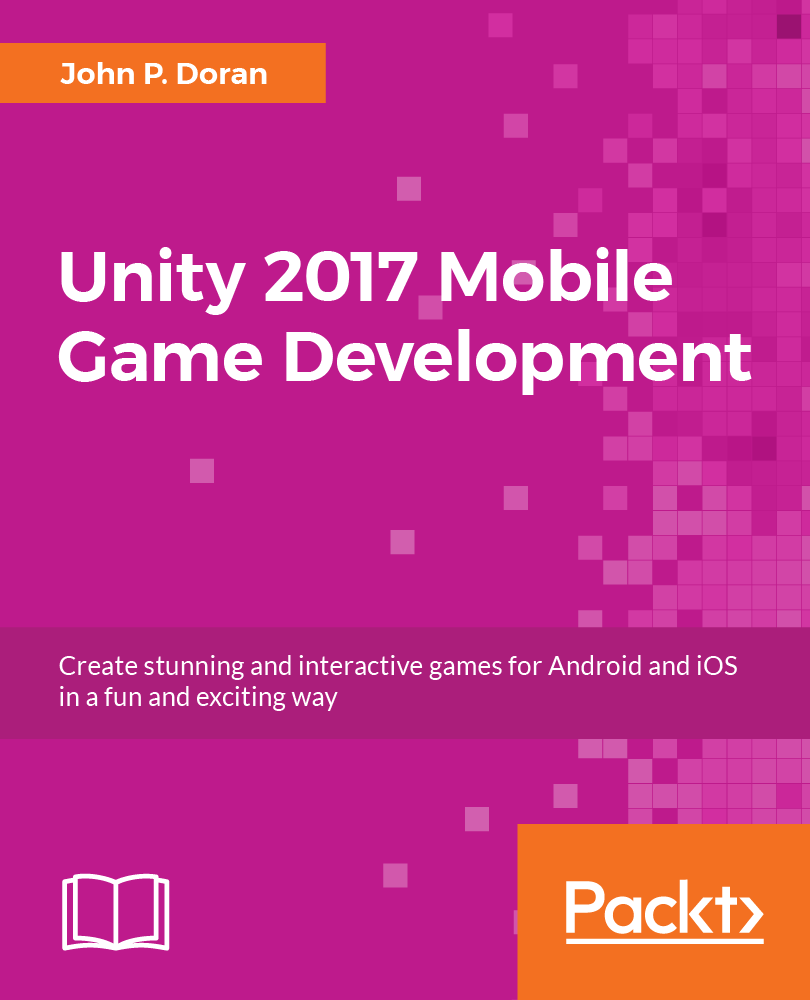 John P. Doran
Unity 2017 Mobile
Game Development
Create stunning and interactive games for Android and iOS
in a fun and exciting way
Packt>